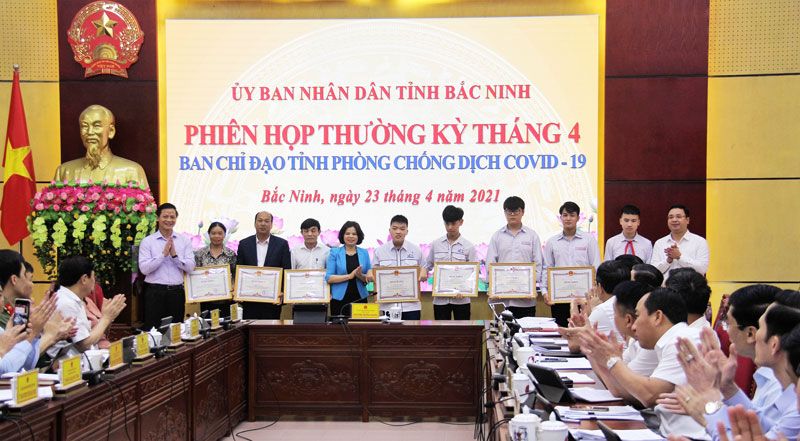 ỦY BAN NHÂN DÂN TỈNH BẮC NINH
PHIÊN HỌP THƯỜNG KỲ THÁNG 4
BAN CHỈ ĐẠO TỈNH PHÒNG CHỐNG DỊCH COVID - 19
Bắc Ninh, ngày 23 tháng 4 năm 2021